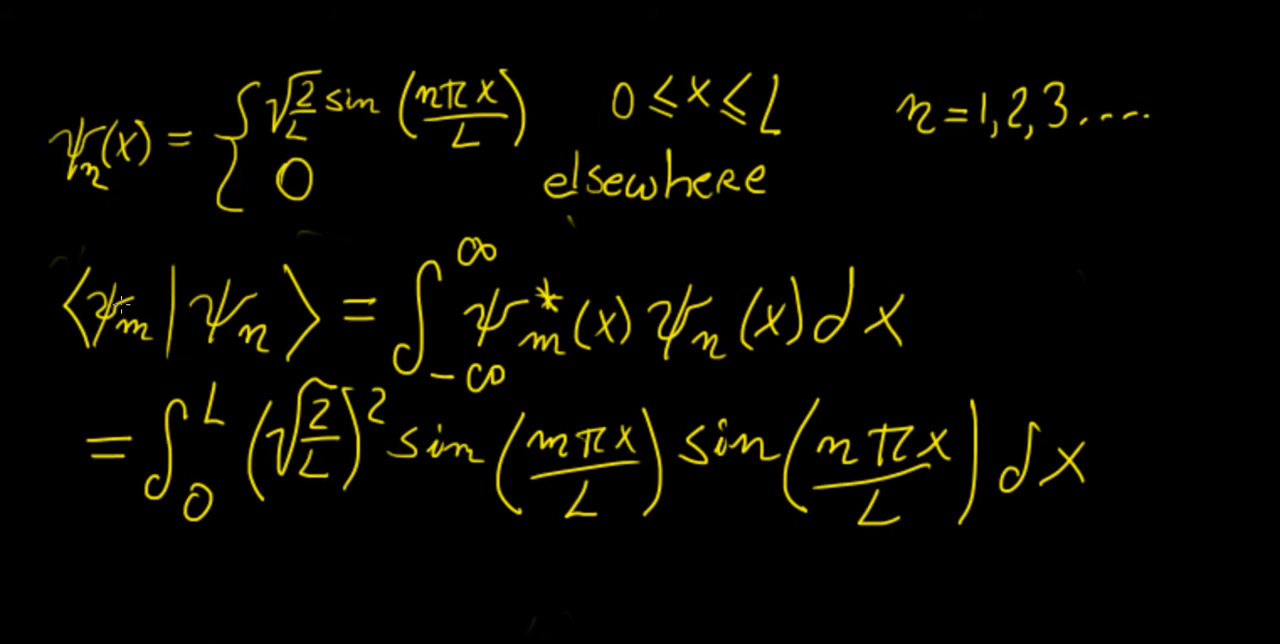 ψₙ(x) = { √(2/L) sin (nπx/L)   0 ≤ x ≤ L   n = 1, 2, 3 . . . .
0   elsewhere
⟨ψₘ | ψₙ⟩ = ∫_{-∞}^{∞} ψₘ*(x) ψₙ(x) dx
= ∫_0^L (√(2/L))² sin (mπx/L) sin (nπx/L) dx